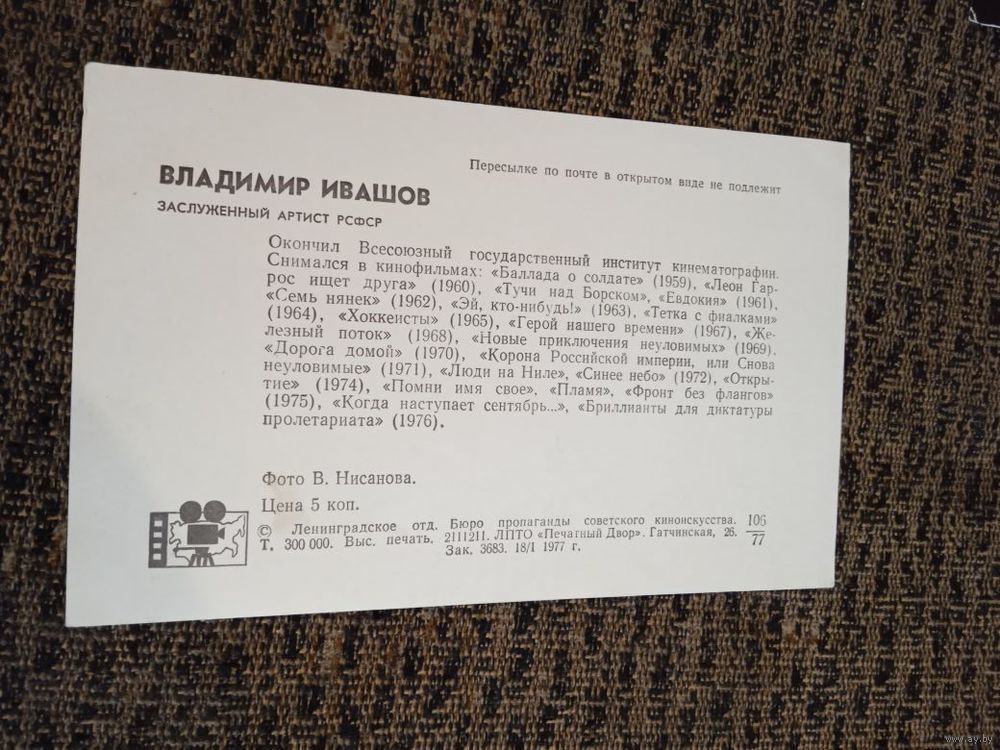 Пересылке по почте в открытом виде не подлежит
ВЛАДИМИР ИВАШОВ
ЗАСЛУЖЕННЫЙ АРТИСТ РСФСР
Окончил Всесоюзный государственный институт кинематографии.
Снимался в кинофильмах: «Баллада о солдате» (1959), «Леон Гар-
рос ищет друга» (1960), «Тучи над Борском», «Евдокия» (1961),
«Семь нянек» (1962), «Эй, кто-нибудь!» (1963), «Тетка с фиалками»
(1964), «Хоккеисты» (1965), «Герой нашего времени» (1967), «Же-
лезный поток» (1968), «Новые приключения неуловимых» (1969).
«Дорога домой» (1970), «Корона Российской империи, или Снова
неуловимые» (1971), «Люди на Ниле», «Синее небо» (1972), «Откры-
тие» (1974), «Помни имя свое», «Пламя», «Фронт без флангов»
(1975), «Когда наступает сентябрь...», «Бриллианты для диктатуры
пролетариата» (1976).
Фото В. Нисанова.
Цена 5 коп.
© Ленинградское отд. Бюро пропаганды советского киноискусства. 106
Т. 300 000. Выс. печать. 2111211. ЛПТО «Печатный Двор». Гатчинская, 26. 77
Зак. 3683. 18/I 1977 г.
www.ay.by